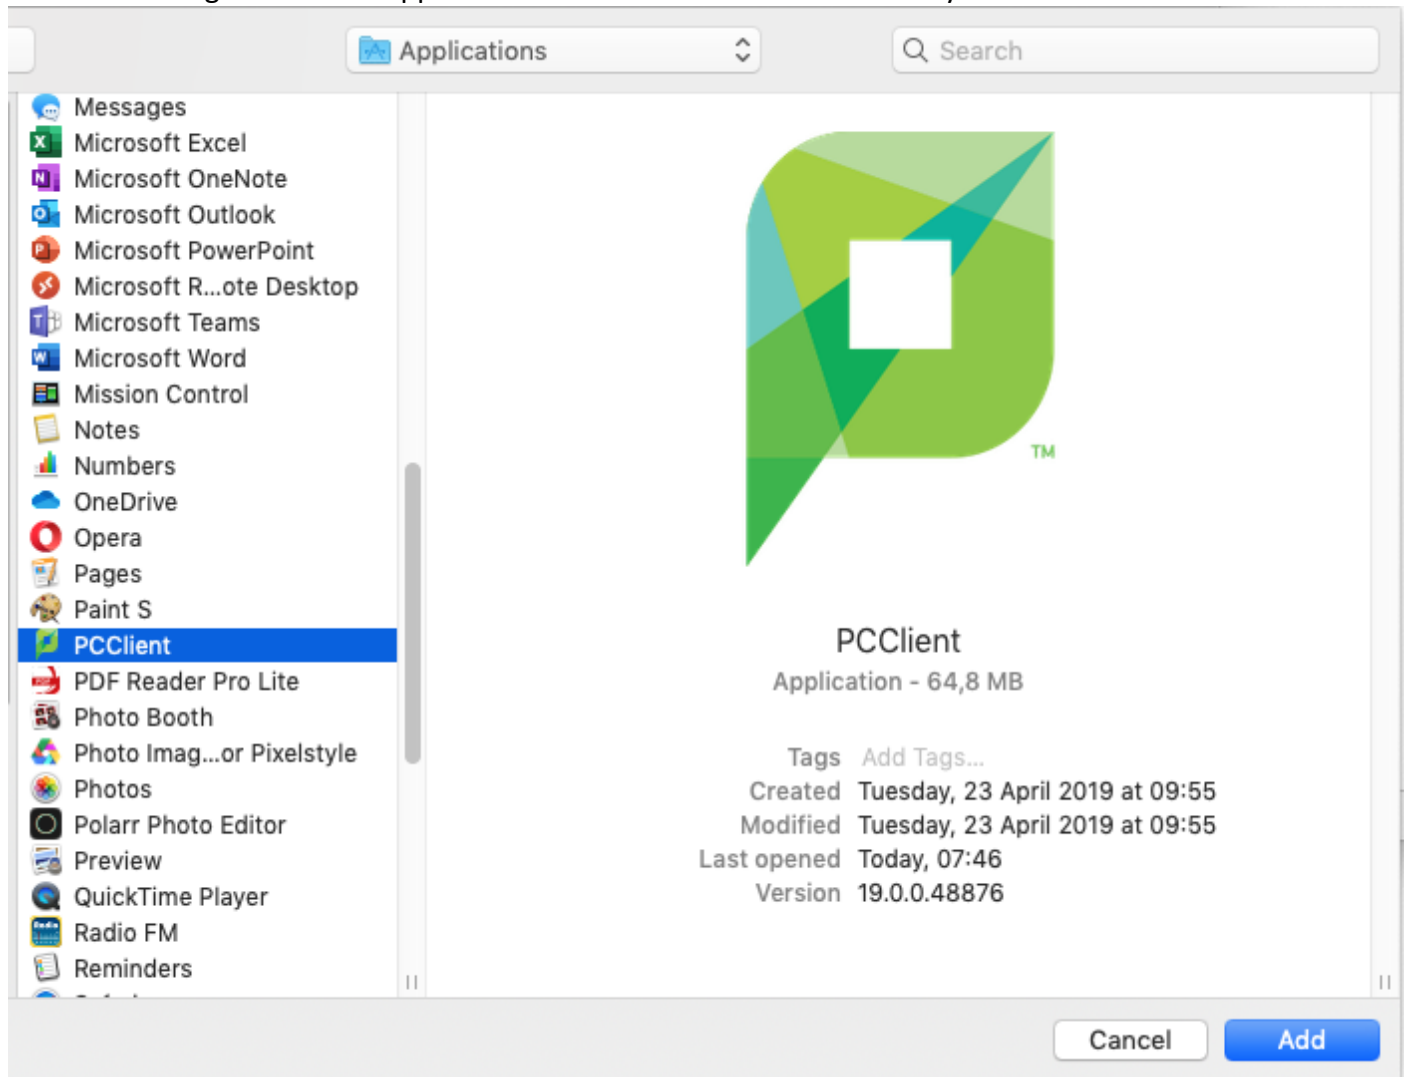 Applications
Search
Messages
Microsoft Excel
Microsoft OneNote
Microsoft Outlook
Microsoft PowerPoint
Microsoft R...ote Desktop
Microsoft Teams
Microsoft Word
Mission Control
Notes
Numbers
OneDrive
Opera
Pages
Paint S
PCClient
PDF Reader Pro Lite
Photo Booth
Photo Imag...or Pixelstyle
Photos
Polarr Photo Editor
Preview
QuickTime Player
Radio FM
Reminders
TM
PCClient
Application - 64,8 MB
Tags Add Tags...
Created Tuesday, 23 April 2019 at 09:55
Modified Tuesday, 23 April 2019 at 09:55
Last opened Today, 07:46
Version 19.0.0.48876
Cancel Add